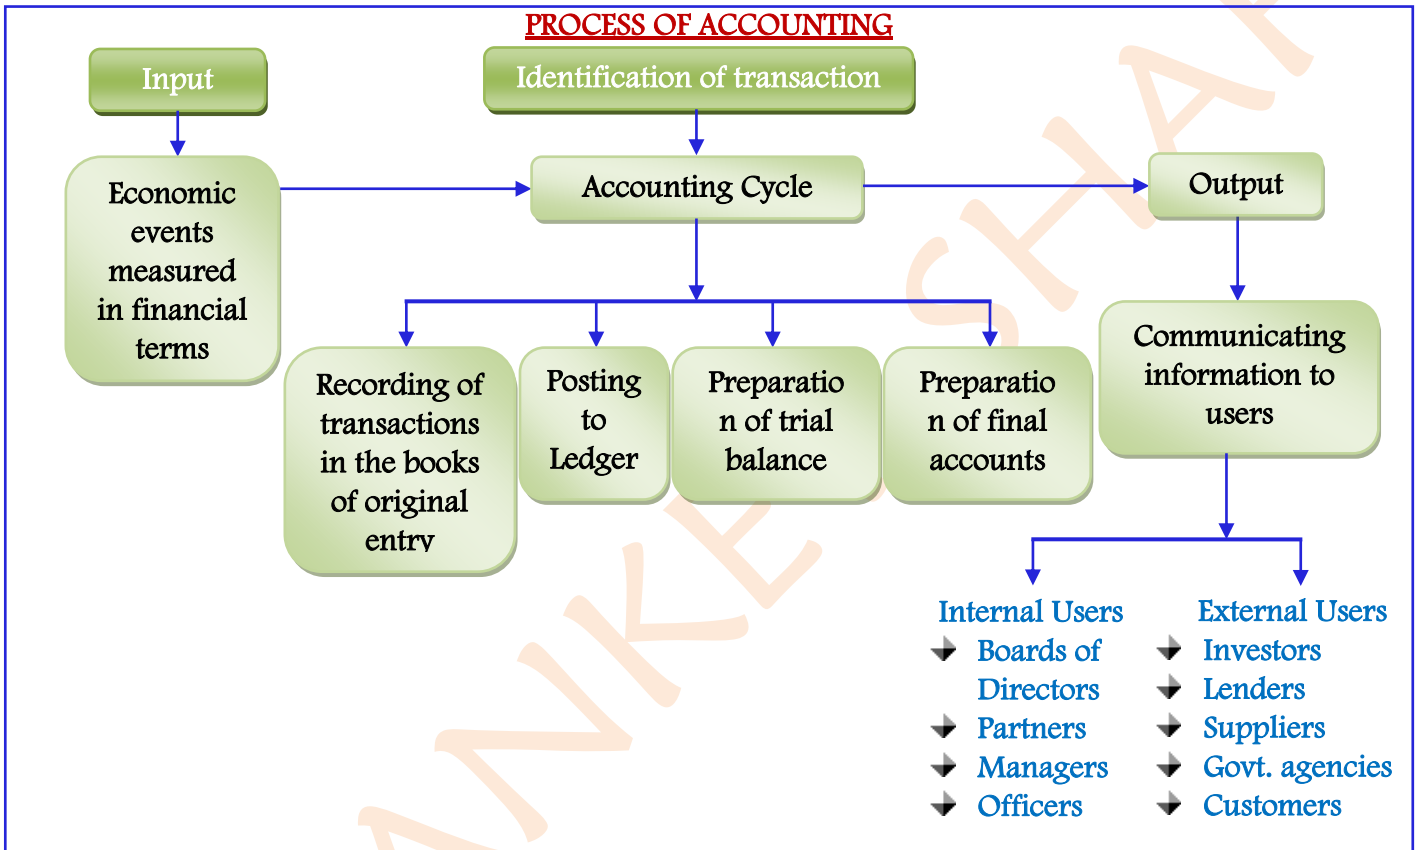 PROCESS OF ACCOUNTING
Input
Identification of transaction
Economic
events
measured
in financial
terms
Accounting Cycle
Output
Recording of
transactions
in the books
of original
entry
Posting
to
Ledger
Preparatio
n of trial
balance
Preparatio
n of final
accounts
Communicating
information to
users
Internal Users
Boards of
Directors
Partners
Managers
Officers
External Users
Investors
Lenders
Suppliers
Govt. agencies
Customers